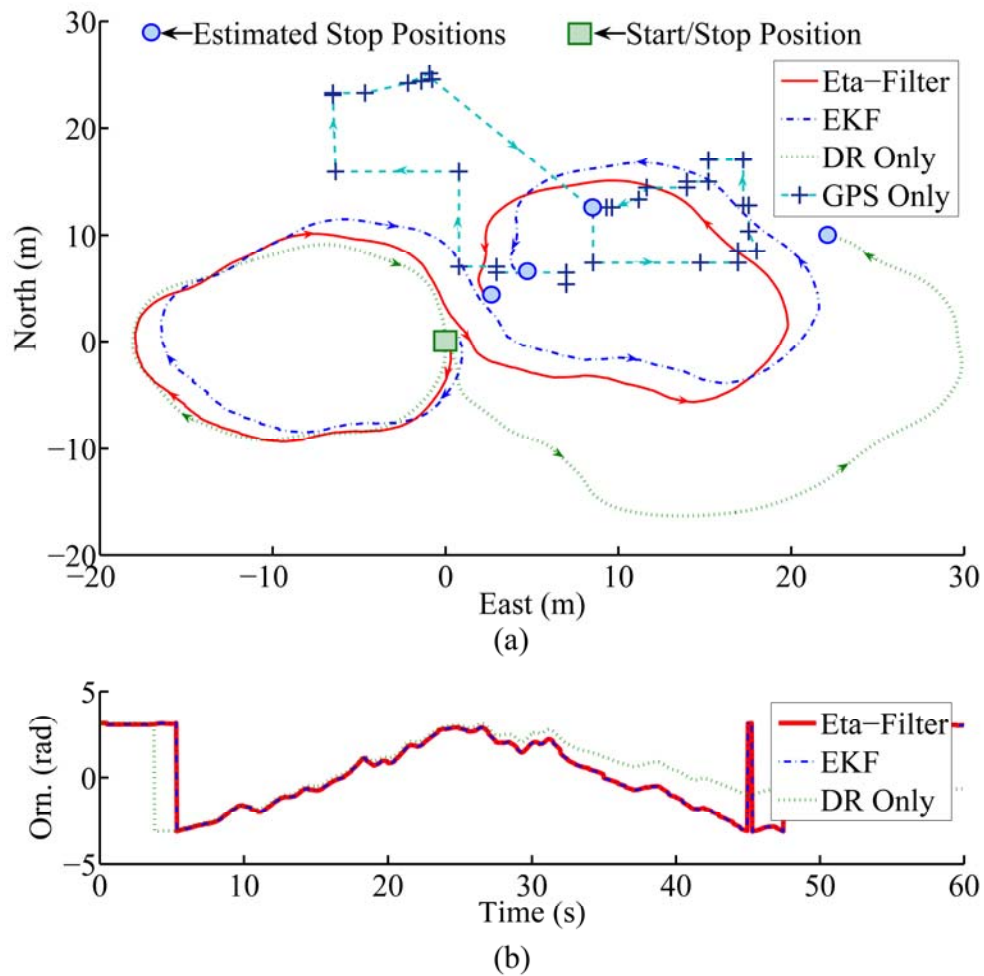 30
Estimated Stop Positions
Start/Stop Position
Eta−Filter
EKF
DR Only
GPS Only
20
10
0
−10
−20
North (m)
−20
−10
0
10
20
30
East (m)
(a)
5
0
−5
Orn. (rad)
Eta−Filter
EKF
DR Only
0
10
20
30
40
50
60
Time (s)
(b)